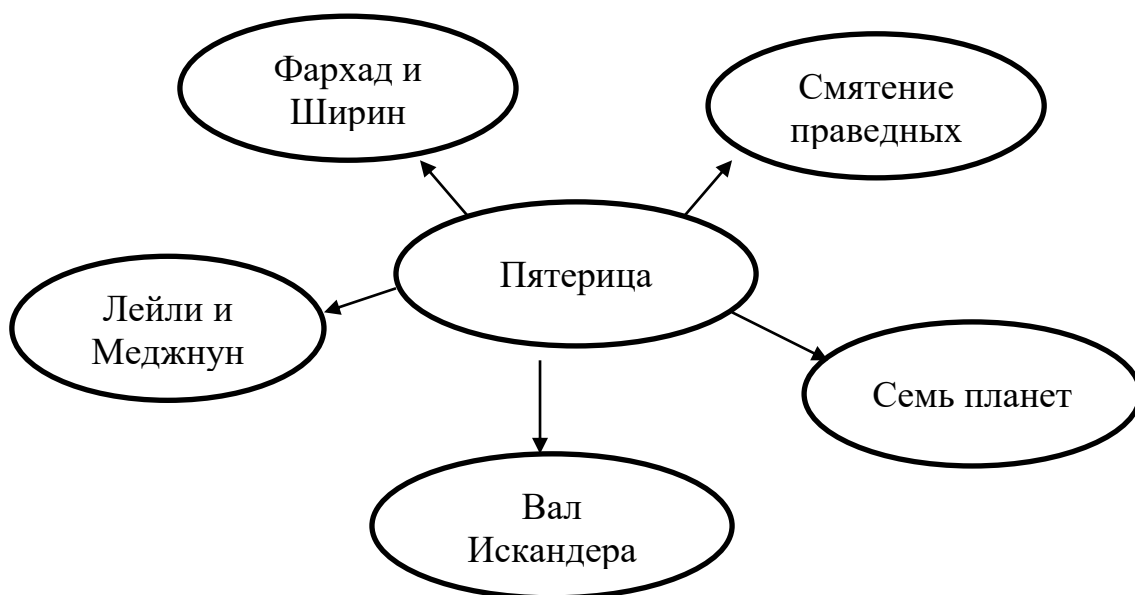 Фархад и
Ширин
Смятение
праведных
Пятерица
Лейли и
Меджнун
Семь планет
Вал
Искандера